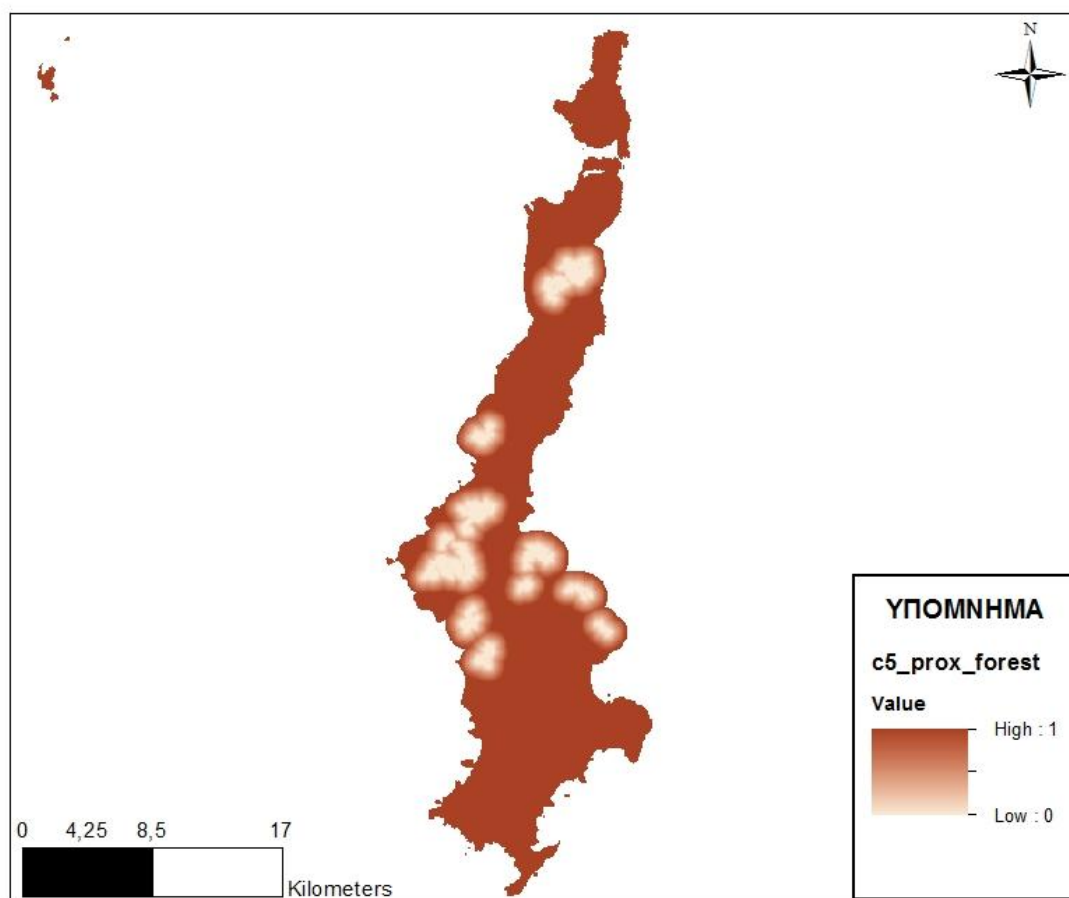 N
ΥΠΟΜΝΗΜΑ
c5_prox_forest
Value
High : 1
Low : 0
0 4,25 8,5 17
Kilometers